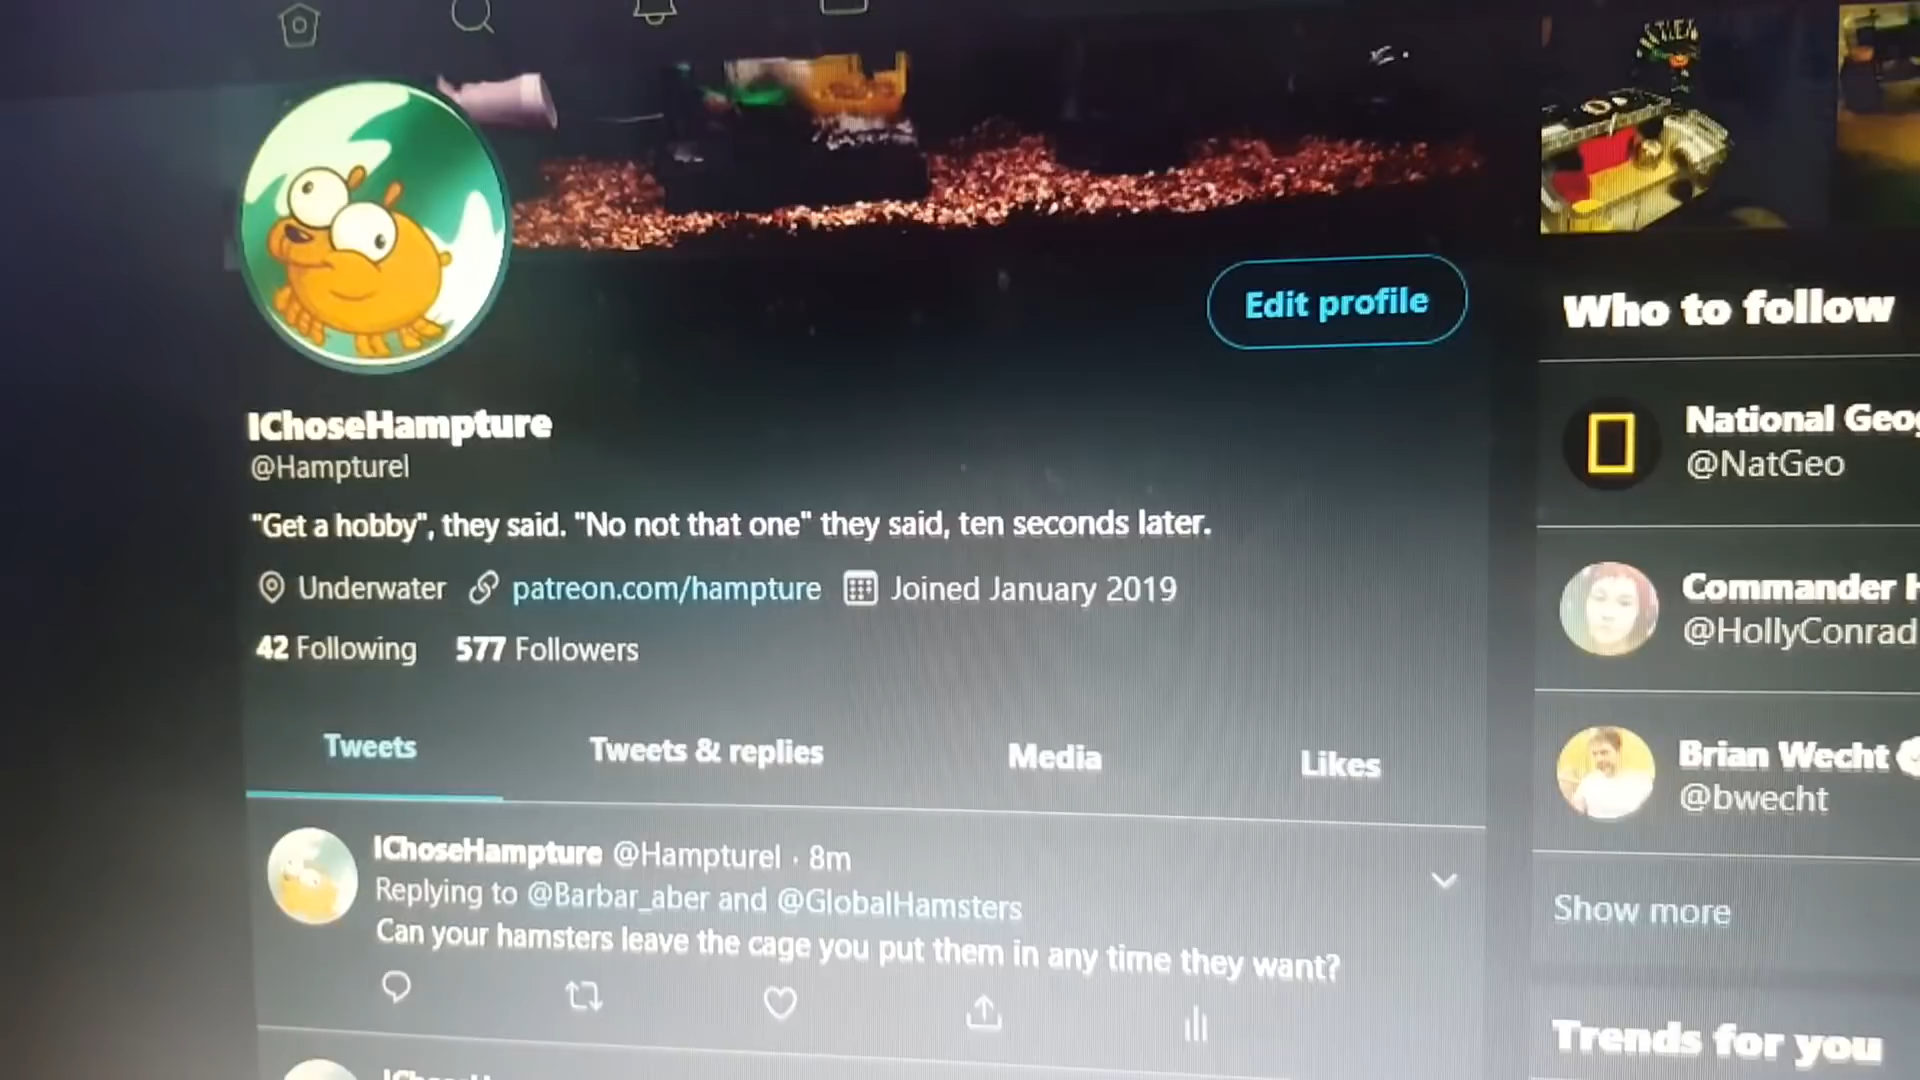 Edit profile
IChoseHampture
@Hampturel
"Get a hobby", they said. "No not that one" they said, ten seconds later.
Underwater patreon.com/hampture Joined January 2019
42 Following 577 Followers
Tweets Tweets & replies Media Likes
IChoseHampture @Hampturel · 8m
Replying to @Barbar_aber and @GlobalHamsters
Can your hamsters leave the cage you put them in any time they want?
Who to follow
National Geog
@NatGeo
Commander H
@HollyConrad
Brian Wecht
@bwecht
Show more
Trends for you